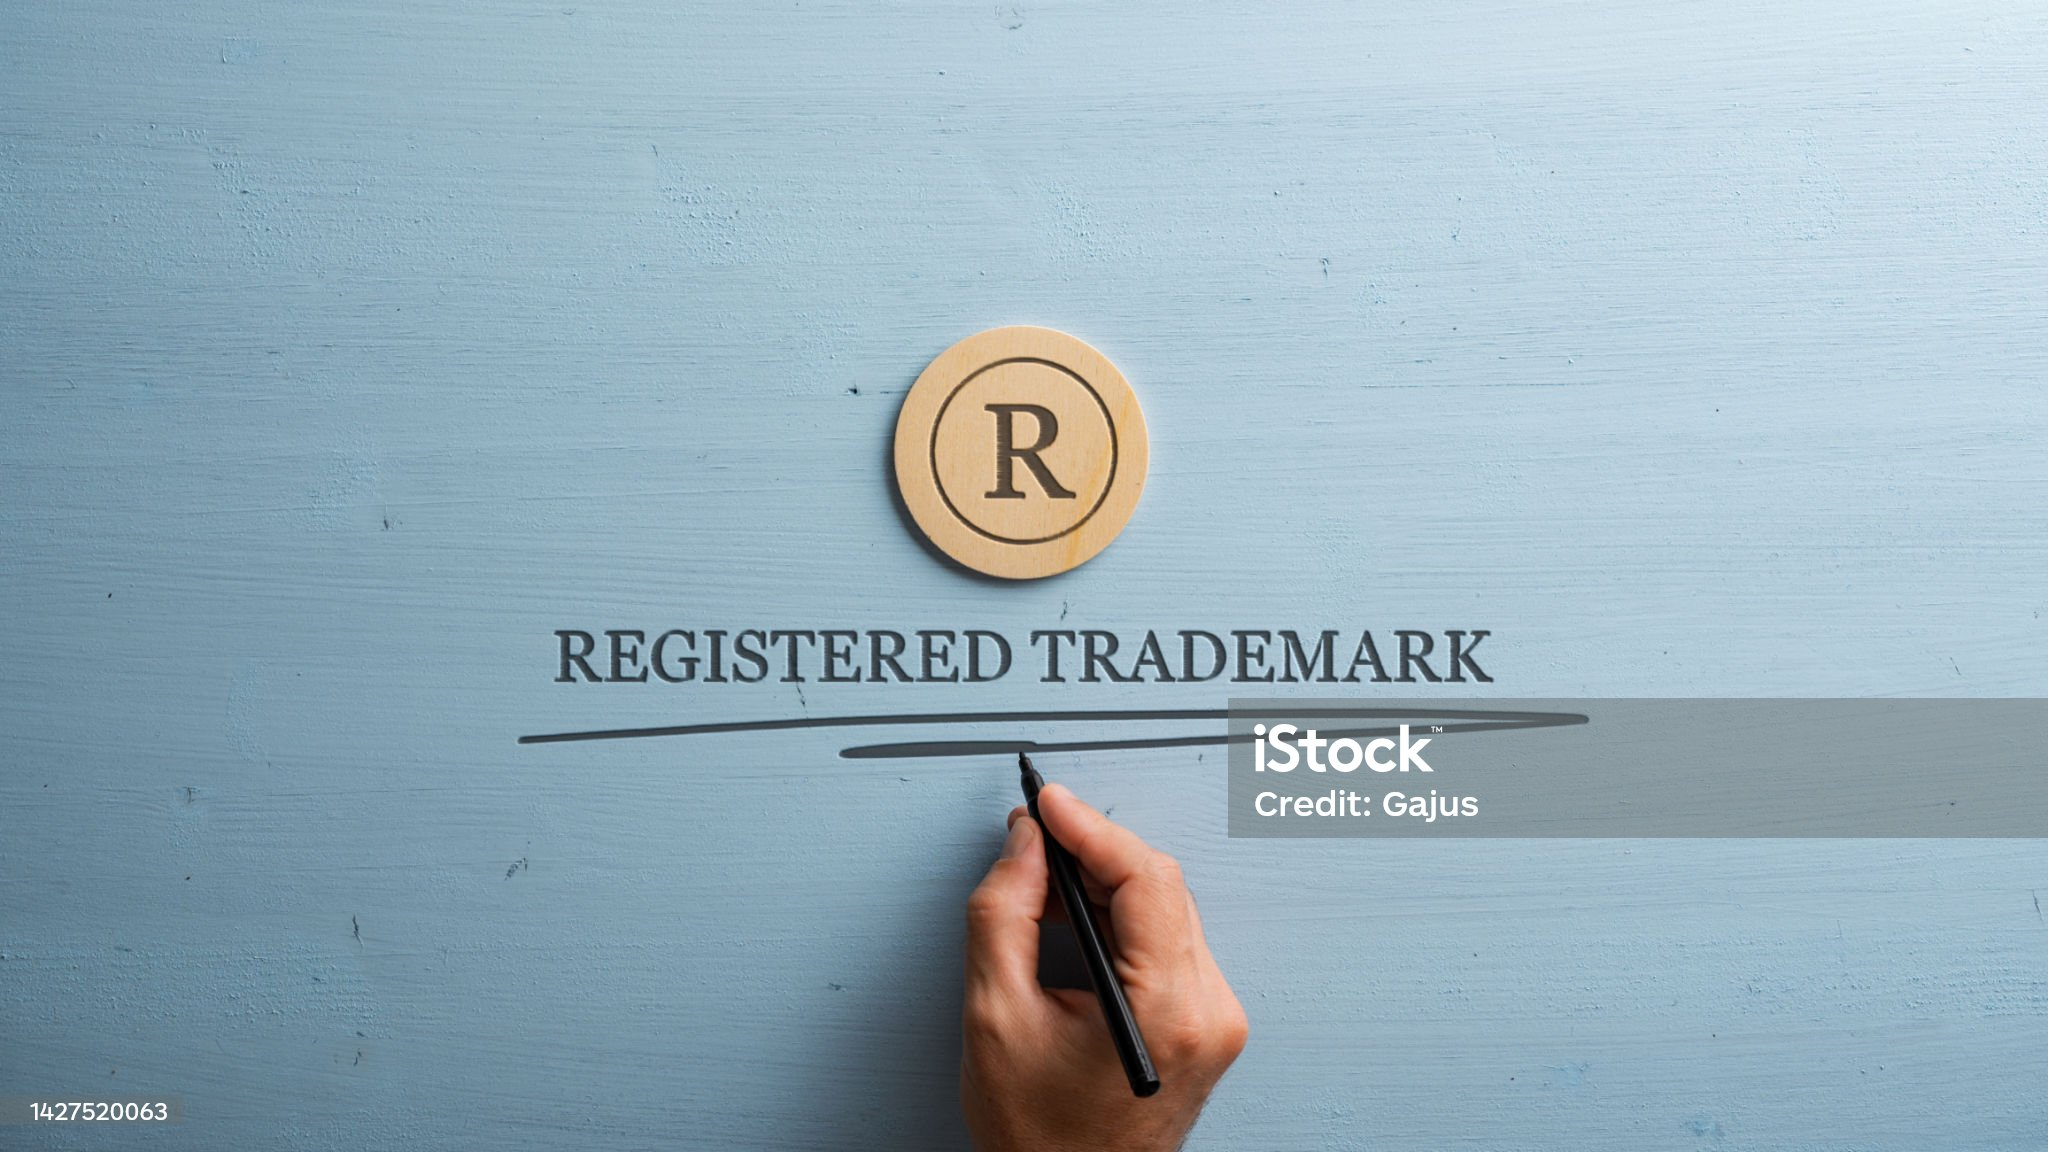 R
REGISTERED TRADEMARK
iStock™
Credit: Gajus
1427520063